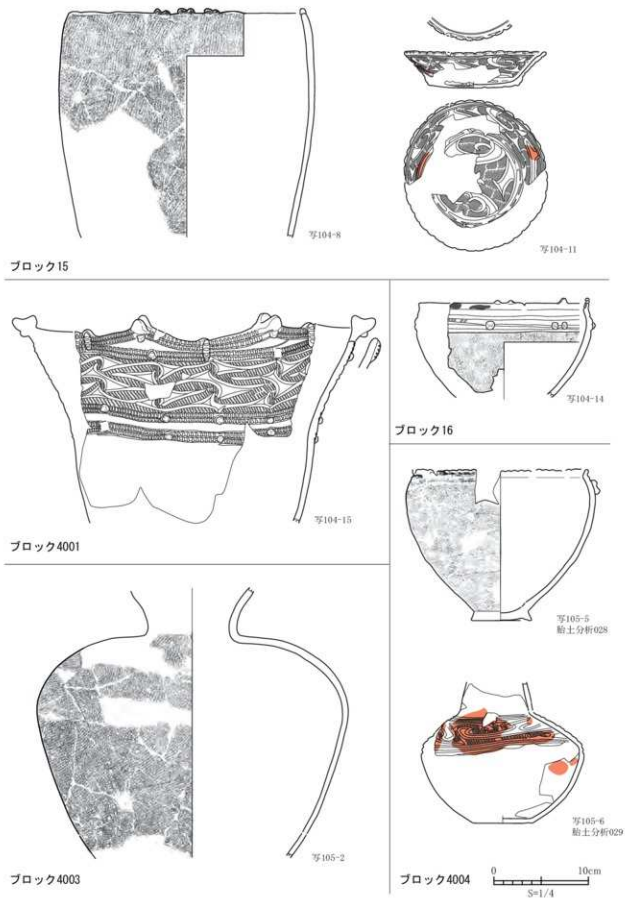 写104-8
写104-11
ブロック15
写104-15
ブロック4001
写104-14
ブロック16
写105-2
ブロック4003
写105-5
胎土分析028
写105-6
胎土分析029
ブロック4004
0 10cm
S=1/4